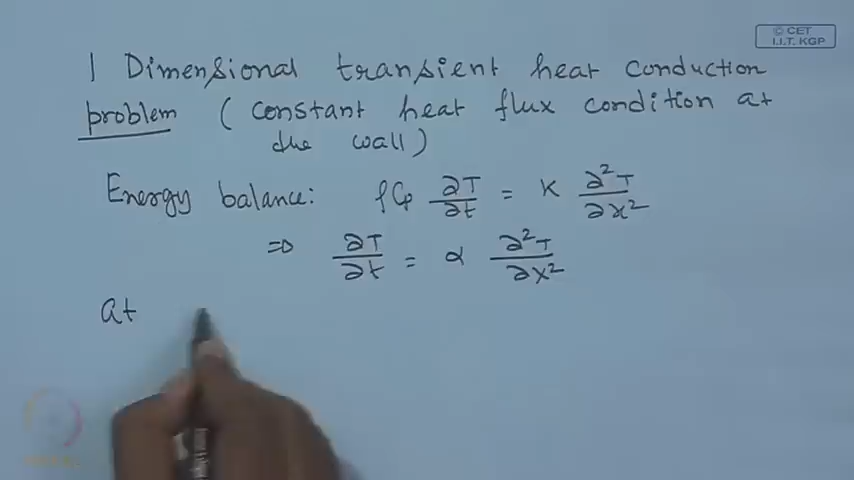 © CET
I.I.T. KGP
1 Dimensional transient heat conduction
problem (constant heat flux condition at
the wall)
Energy balance: ρCp ∂T/∂t = K ∂²T/∂x²
⇒ ∂T/∂t = α ∂²T/∂x²
at